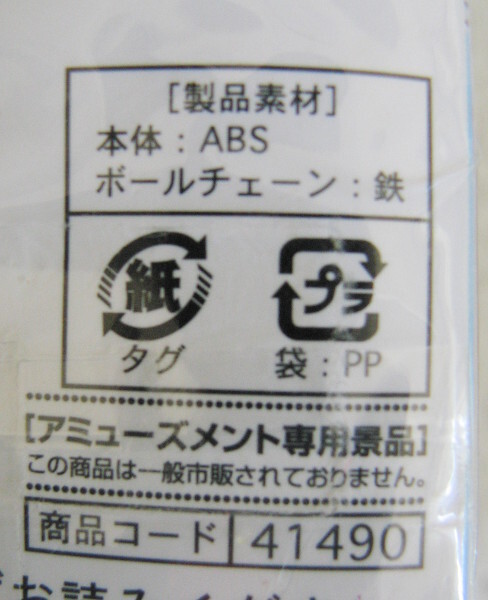 [製品素材]
本体：ABS
ボールチェーン：鉄
紙 プラ
タグ 袋：PP
[アミューズメント専用景品]
この商品は一般市販されておりません。
商品コード 41490